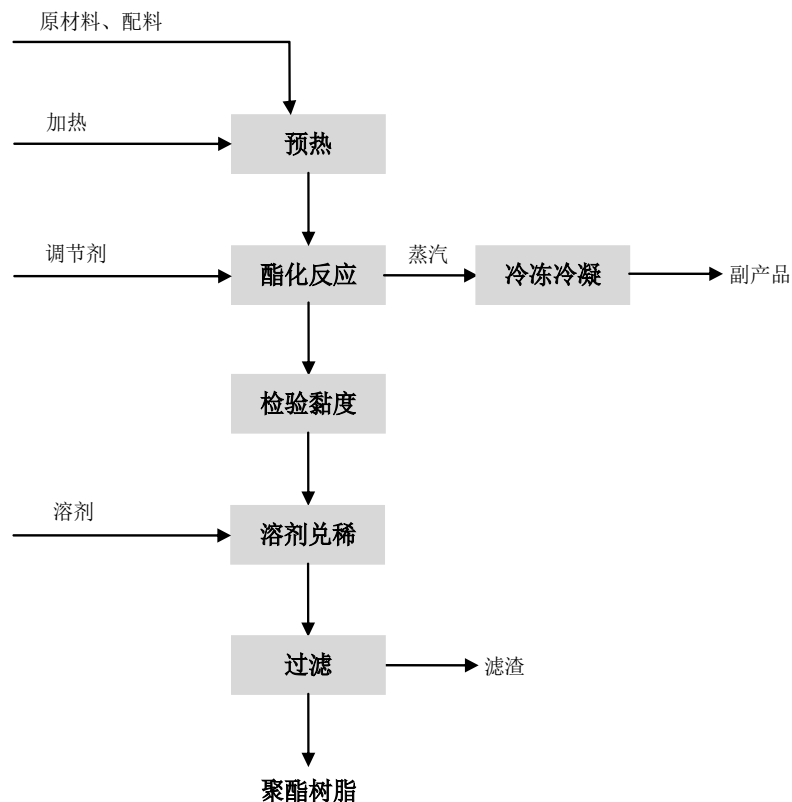 原材料、配料
加热
预热
调节剂
酯化反应
蒸汽
冷冻冷凝
副产品
检验黏度
溶剂
溶剂兑稀
过滤
滤渣
聚酯树脂